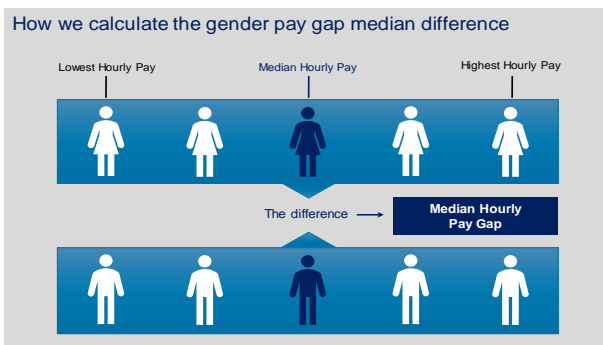 How we calculate the gender pay gap median difference
Lowest Hourly Pay
Median Hourly Pay
Highest Hourly Pay
The difference
Median Hourly
Pay Gap